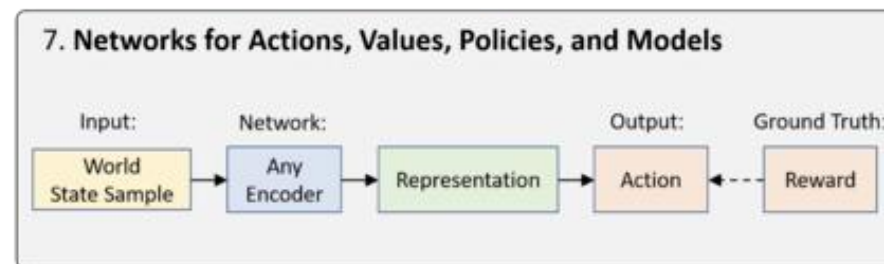 7. Networks for Actions, Values, Policies, and Models
Input:
Network:
Output:
Ground Truth:
World
State Sample
Any
Encoder
Representation
Action
Reward